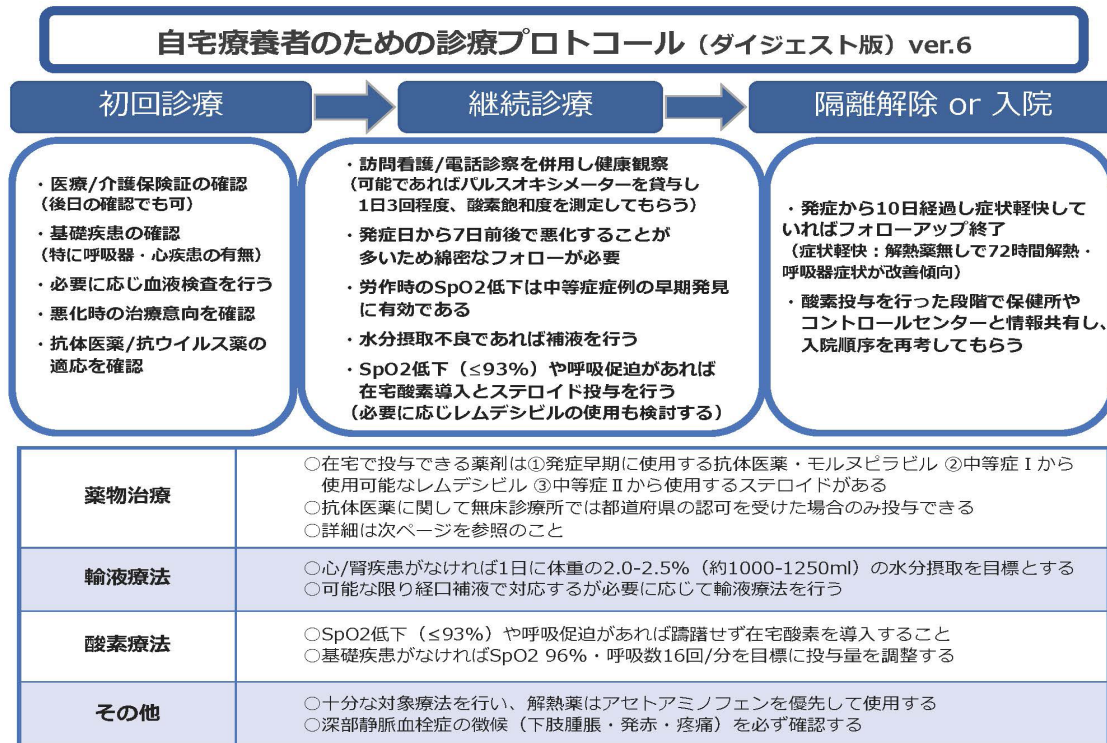 自宅療養者のための診療プロトコール（ダイジェスト版）ver.6
初回診療
継続診療
隔離解除 or 入院
・医療/介護保険証の確認
（後日の確認でも可）
・基礎疾患の確認
（特に呼吸器・心疾患の有無）
・必要に応じ血液検査を行う
・悪化時の治療意向を確認
・抗体医薬/抗ウイルス薬の
適応を確認
・訪問看護/電話診察を併用し健康観察
（可能であればパルスオキシメーターを貸与し
1日3回程度、酸素飽和度を測定してもらう）
・発症日から7日前後で悪化することが
多いため綿密なフォローが必要
・労作時のSpO2低下は中等症症例の早期発見
に有効である
・水分摂取不良であれば補液を行う
・SpO2低下（≤93%）や呼吸促迫があれば
在宅酸素導入とステロイド投与を行う
（必要に応じレムデシビルの使用も検討する）
・発症から10日経過し症状軽快して
いればフォローアップ終了
（症状軽快：解熱薬無しで72時間解熱・
呼吸器症状が改善傾向）
・酸素投与を行った段階で保健所や
コントロールセンターと情報共有し、
入院順序を再考してもらう
薬物治療
○在宅で投与できる薬剤は①発症早期に使用する抗体医薬・モルヌピラビル ②中等症Ⅰから
使用可能なレムデシビル ③中等症Ⅱから使用するステロイドがある
○抗体医薬に関して無床診療所では都道府県の認可を受けた場合のみ投与できる
○詳細は次ページを参照のこと
輸液療法
○心/腎疾患がなければ1日に体重の2.0-2.5%（約1000-1250ml）の水分摂取を目標とする
○可能な限り経口補液で対応するが必要に応じて輸液療法を行う
酸素療法
○SpO2低下（≤93%）や呼吸促迫があれば躊躇せず在宅酸素を導入すること
○基礎疾患がなければSpO2 96%・呼吸数16回/分を目標に投与量を調整する
その他
○十分な対象療法を行い、解熱薬はアセトアミノフェンを優先して使用する
○深部静脈血栓症の徴候（下肢腫脹・発赤・疼痛）を必ず確認する